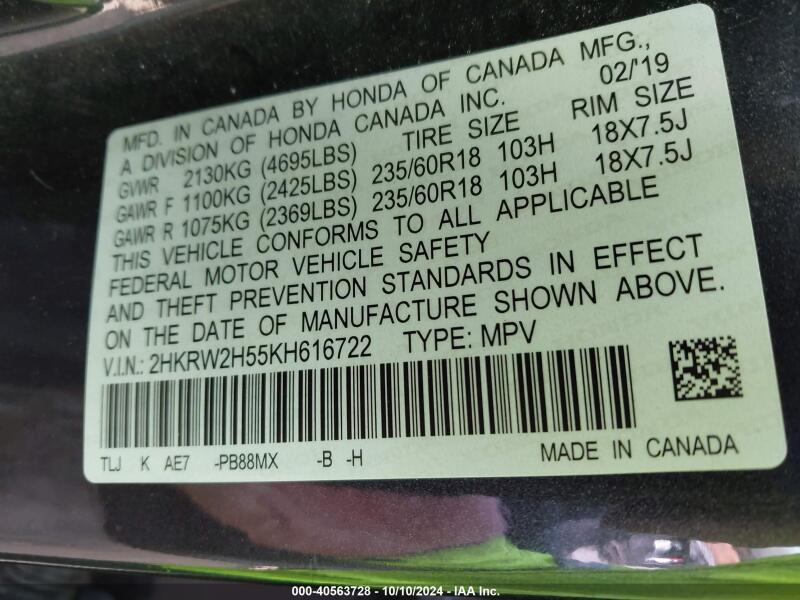 MFD. IN CANADA BY HONDA OF CANADA MFG.,
A DIVISION OF HONDA CANADA INC. 02/'19
GVWR 2130KG (4695LBS) TIRE SIZE RIM SIZE
GAWR F 1100KG (2425LBS) 235/60R18 103H 18X7.5J
GAWR R 1075KG (2369LBS) 235/60R18 103H 18X7.5J
THIS VEHICLE CONFORMS TO ALL APPLICABLE
FEDERAL MOTOR VEHICLE SAFETY
AND THEFT PREVENTION STANDARDS IN EFFECT
ON THE DATE OF MANUFACTURE SHOWN ABOVE.
V.I.N.: 2HKRW2H55KH616722 TYPE: MPV
TLJ K AE7 -PB88MX -B -H MADE IN CANADA
000-40563728 - 10/10/2024 - IAA Inc.